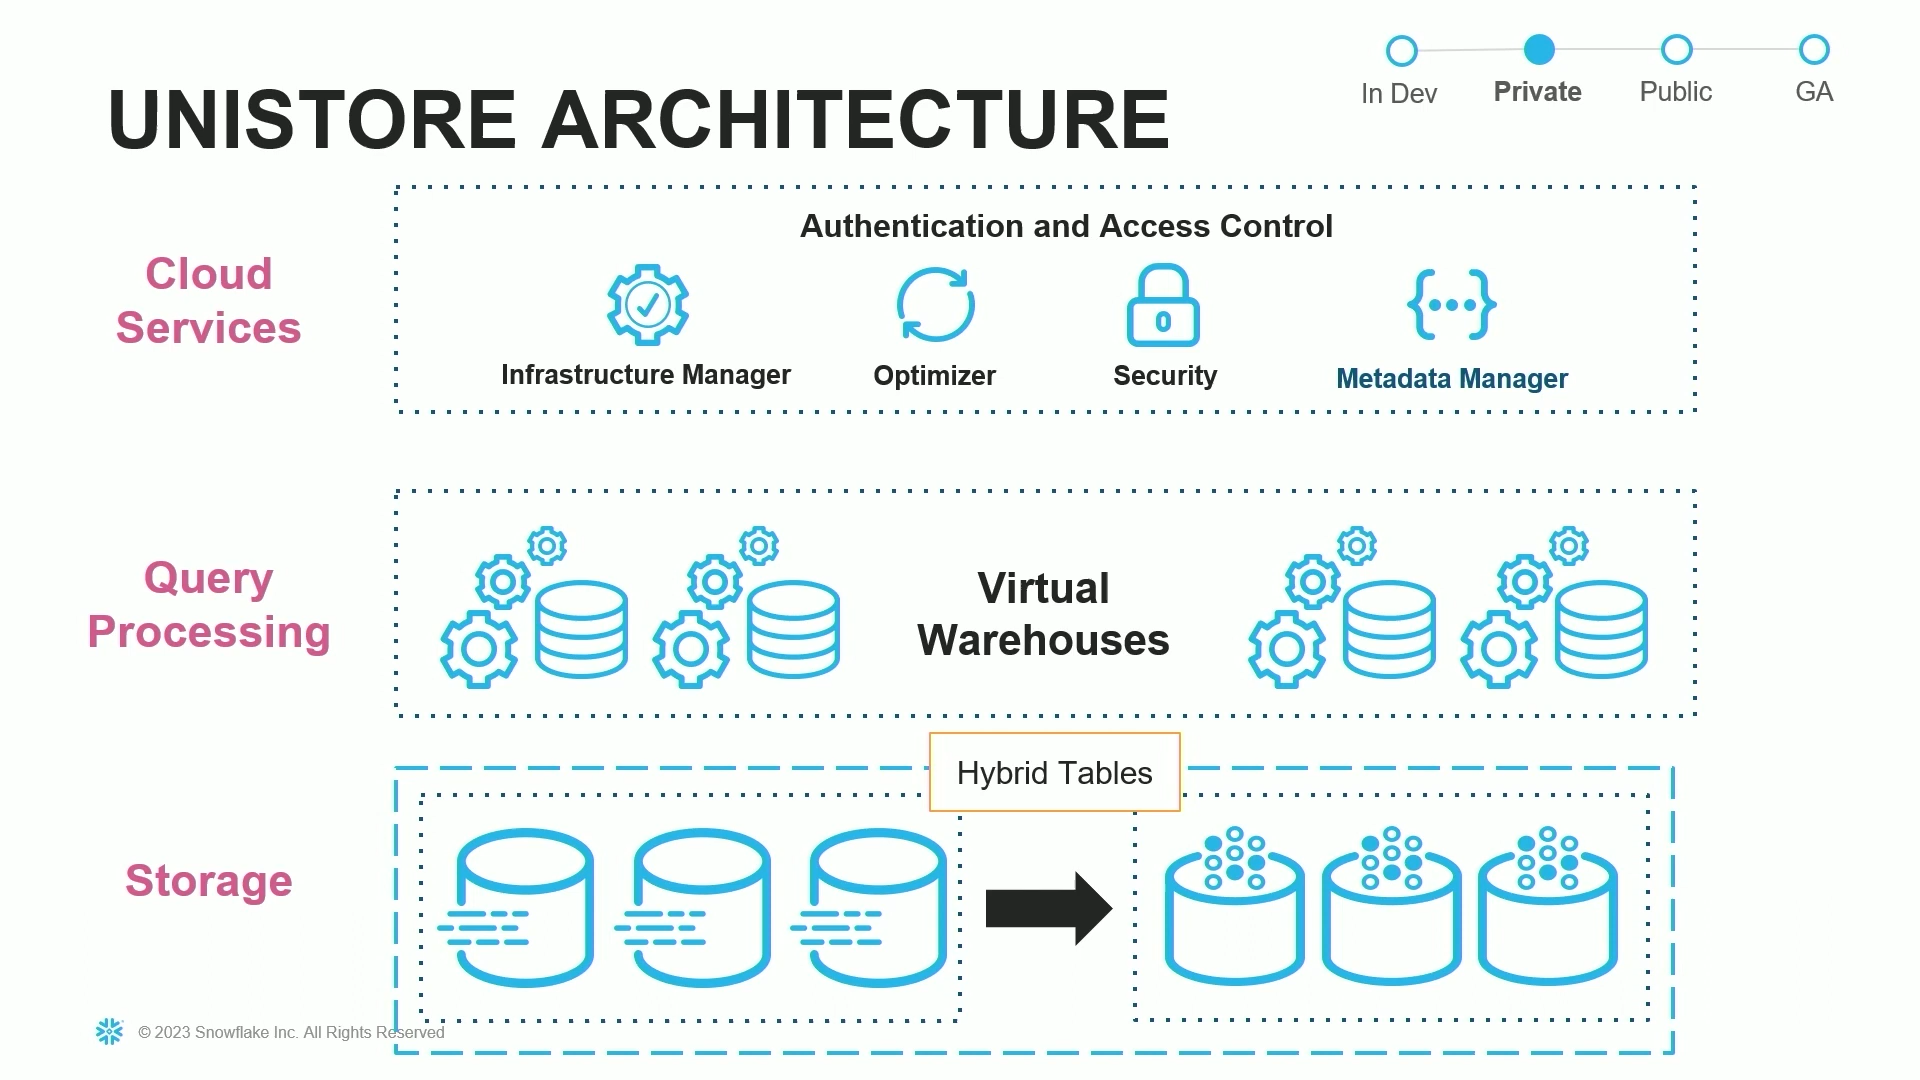 In Dev
Private
Public
GA
UNISTORE ARCHITECTURE
Cloud
Services
Authentication and Access Control
Infrastructure Manager
Optimizer
Security
Metadata Manager
Query
Processing
Virtual
Warehouses
Hybrid Tables
Storage
© 2023 Snowflake Inc. All Rights Reserved